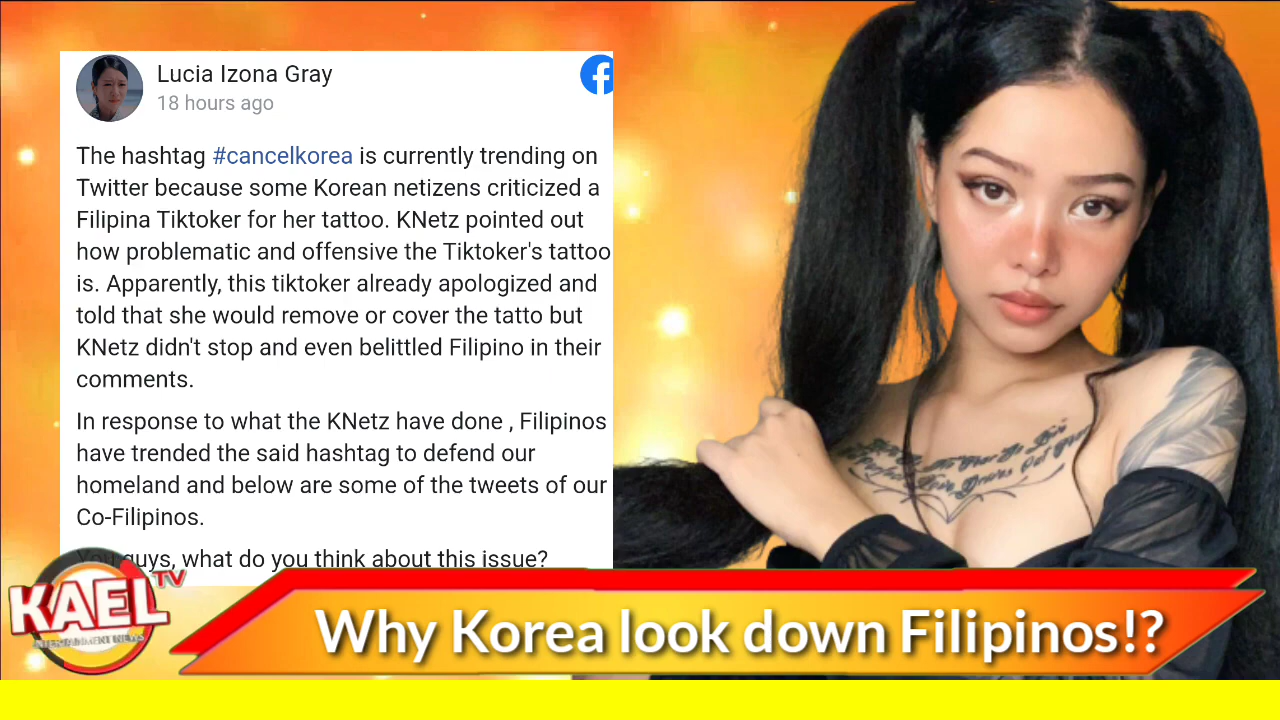 Lucia Izona Gray
18 hours ago
The hashtag #cancelkorea is currently trending on
Twitter because some Korean netizens criticized a
Filipina Tiktoker for her tattoo. KNetz pointed out
how problematic and offensive the Tiktoker's tattoo
is. Apparently, this tiktoker already apologized and
told that she would remove or cover the tatto but
KNetz didn't stop and even belittled Filipino in their
comments.
In response to what the KNetz have done , Filipinos
have trended the said hashtag to defend our
homeland and below are some of the tweets of our
Co-Filipinos.
You guys, what do you think about this issue?
KAEL TV
ENTERTAINMENT NEWS
Why Korea look down Filipinos!?